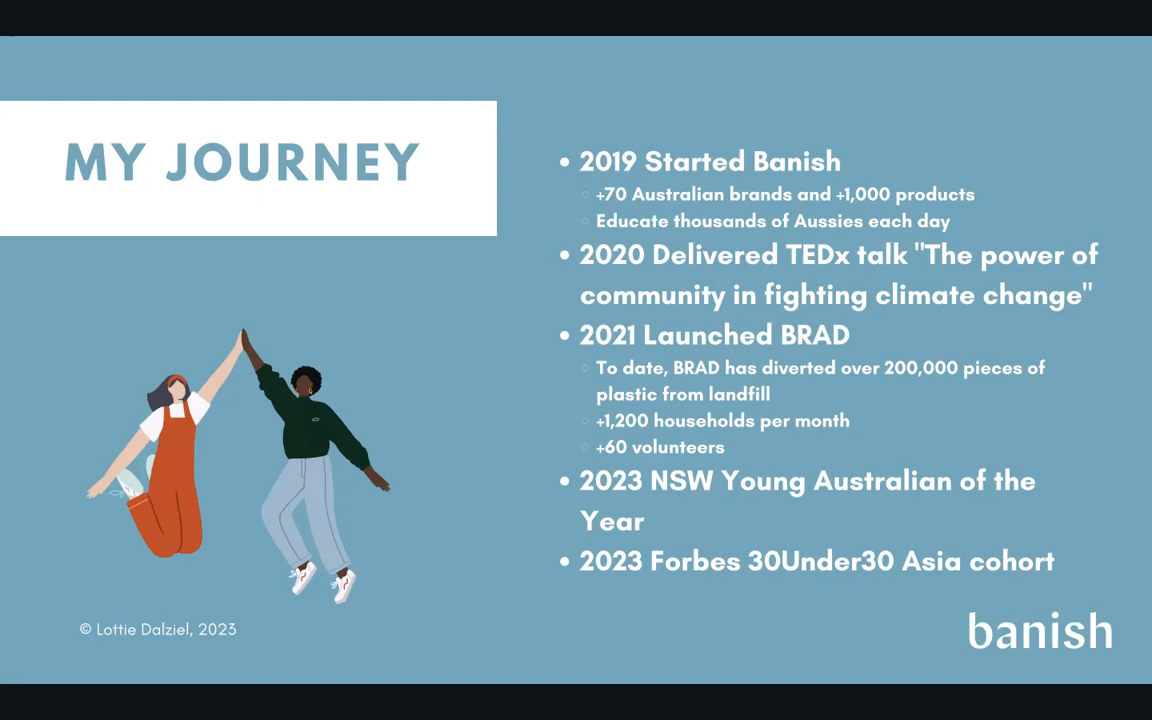 MY JOURNEY
• 2019 Started Banish
◦ +70 Australian brands and +1,000 products
◦ Educate thousands of Aussies each day
• 2020 Delivered TEDx talk "The power of
community in fighting climate change"
• 2021 Launched BRAD
◦ To date, BRAD has diverted over 200,000 pieces of
plastic from landfill
◦ +1,200 households per month
◦ +60 volunteers
• 2023 NSW Young Australian of the
Year
• 2023 Forbes 30Under30 Asia cohort
© Lottie Dalziel, 2023
banish